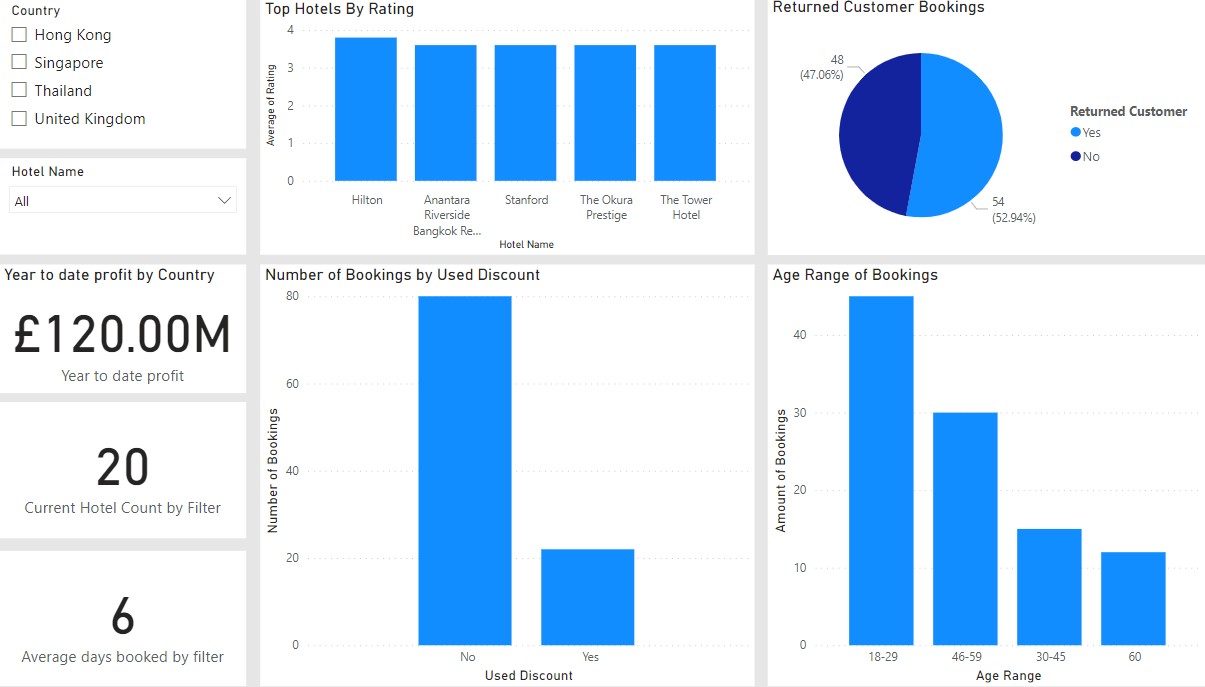 Country
Hong Kong
Singapore
Thailand
United Kingdom
Hotel Name
All
Year to date profit by Country
£120.00M
Year to date profit
20
Current Hotel Count by Filter
6
Average days booked by filter
Top Hotels By Rating
Average of Rating
4
3
2
1
0
Hilton
Anantara
Riverside
Bangkok Re...
Stanford
The Okura
Prestige
The Tower
Hotel
Hotel Name
Returned Customer Bookings
48
(47.06%)
54
(52.94%)
Returned Customer
Yes
No
Number of Bookings by Used Discount
Number of Bookings
80
60
40
20
0
No
Yes
Used Discount
Age Range of Bookings
Amount of Bookings
40
30
20
10
0
18-29
46-59
30-45
60
Age Range